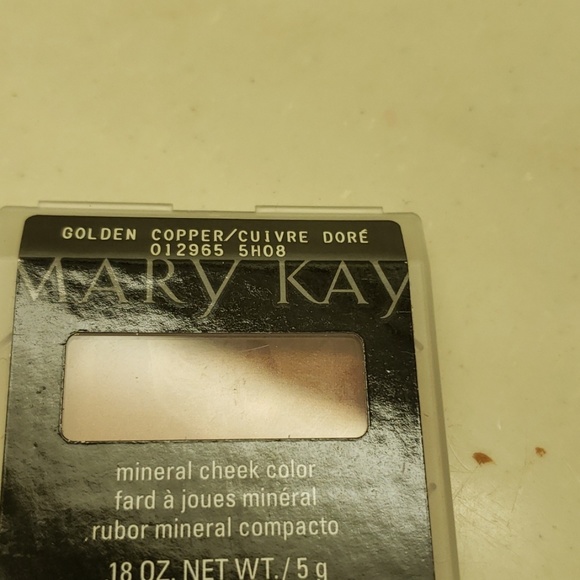 GOLDEN COPPER/CUIVRE DORÉ
012965 5H08
MARY KAY
mineral cheek color
fard à joues minéral
rubor mineral compacto
.18 OZ. NET WT./5 g